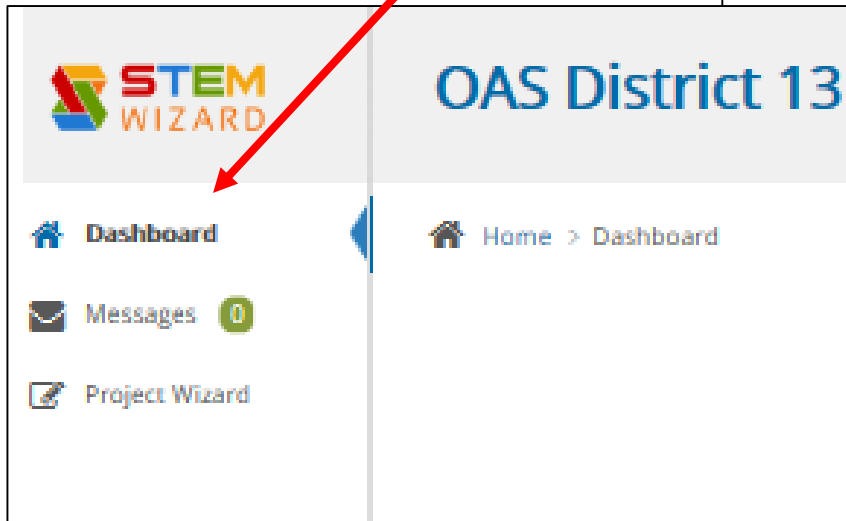 STEM
WIZARD
OAS District 13
Dashboard
Home > Dashboard
Messages 0
Project Wizard